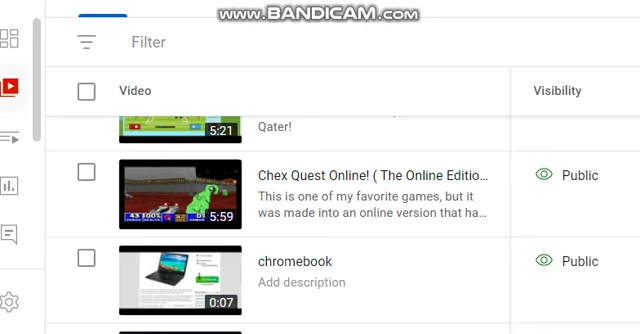 www.BANDICAM.com
Filter
Video Visibility
5:21
Qater!
Chex Quest Online! ( The Online Editio... Public
This is one of my favorite games, but it
was made into an online version that ha...
43 100%
5:59
chromebook Public
Add description
0:07